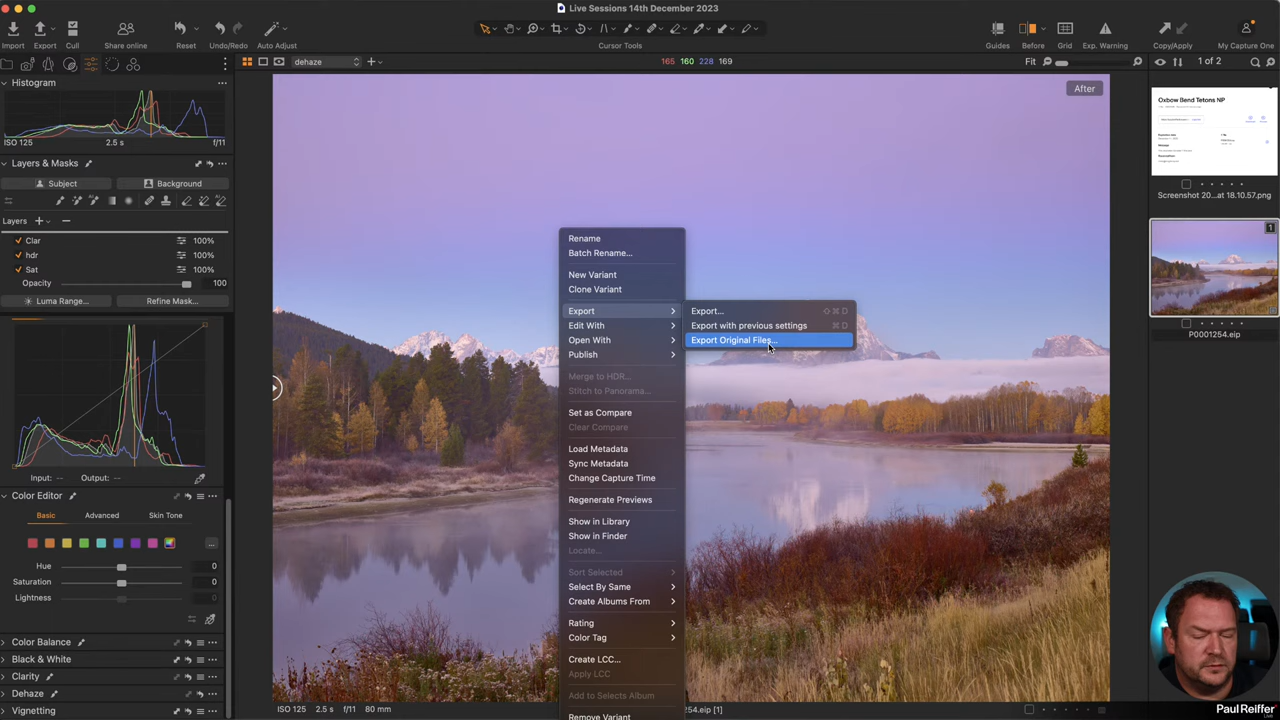 Live Sessions 14th December 2023
Import
Export
Cull
Share online
Reset
Undo/Redo
Auto Adjust
Cursor Tools
Guides
Before
Grid
Exp. Warning
Copy/Apply
My Capture One
dehaze
165 160 228 169
Fit
1 of 2
Histogram
ISO 125
2.5 s
f/11
Layers & Masks
Subject
Background
Layers
Clar 100%
hdr 100%
Sat 100%
Opacity 100
Luma Range...
Refine Mask...
Input: --
Output: --
Color Editor
Basic
Advanced
Skin Tone
...
Hue 0
Saturation 0
Lightness 0
Color Balance
Black & White
Clarity
Dehaze
Vignetting
After
Rename
Batch Rename...
New Variant
Clone Variant
Export
Edit With
Open With
Publish
Merge to HDR...
Stitch to Panorama...
Set as Compare
Clear Compare
Load Metadata
Sync Metadata
Change Capture Time
Regenerate Previews
Show in Library
Show in Finder
Locate...
Sort Selected
Select By Same
Create Albums From
Rating
Color Tag
Create LCC...
Apply LCC
Add to Selects Album
Remove Variant
Export... ⇧ ⌘ D
Export with previous settings ⌘ D
Export Original Files...
ISO 125 2.5 s f/11 80 mm
254.eip [1]
Oxbow Bend Tetons NP
Screenshot 20...at 18.10.57.png
1
P0001254.eip
Paul Reiffer
Live